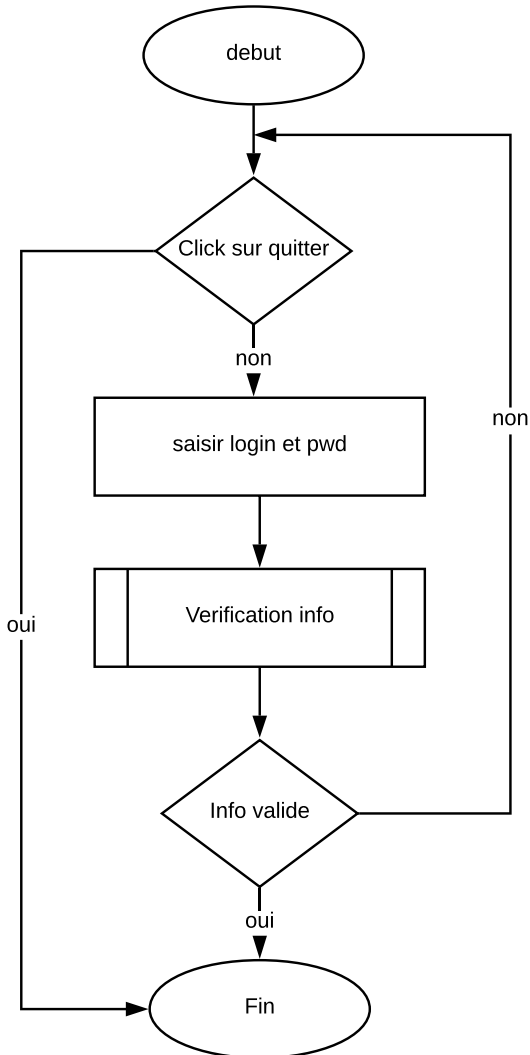 debut
Click sur quitter
non
saisir login et pwd
non
Verification info
oui
Info valide
oui
Fin